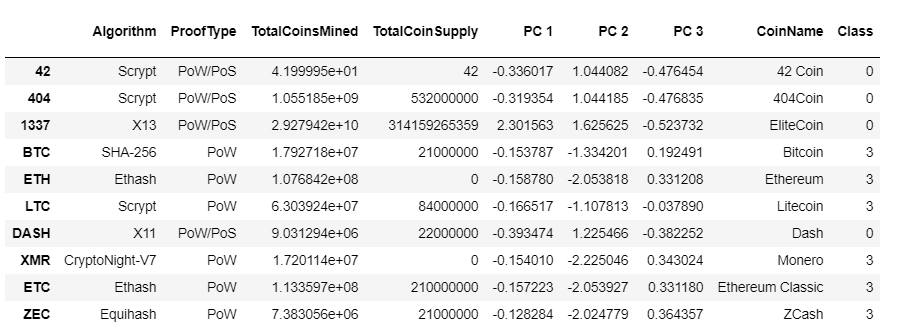 Algorithm ProofType TotalCoinsMined TotalCoinSupply PC 1 PC 2 PC 3 CoinName Class
42 Scrypt PoW/PoS 4.199995e+01 42 -0.336017 1.044082 -0.476454 42 Coin 0
404 Scrypt PoW/PoS 1.055185e+09 532000000 -0.319354 1.044185 -0.476835 404Coin 0
1337 X13 PoW/PoS 2.927942e+10 314159265359 2.301563 1.625625 -0.523732 EliteCoin 0
BTC SHA-256 PoW 1.792718e+07 21000000 -0.153787 -1.334201 0.192491 Bitcoin 3
ETH Ethash PoW 1.076842e+08 0 -0.158780 -2.053818 0.331208 Ethereum 3
LTC Scrypt PoW 6.303924e+07 84000000 -0.166517 -1.107813 -0.037890 Litecoin 3
DASH X11 PoW/PoS 9.031294e+06 22000000 -0.393474 1.225466 -0.382252 Dash 0
XMR CryptoNight-V7 PoW 1.720114e+07 0 -0.154010 -2.225046 0.343024 Monero 3
ETC Ethash PoW 1.133597e+08 210000000 -0.157223 -2.053927 0.331180 Ethereum Classic 3
ZEC Equihash PoW 7.383056e+06 21000000 -0.128284 -2.024779 0.364357 ZCash 3